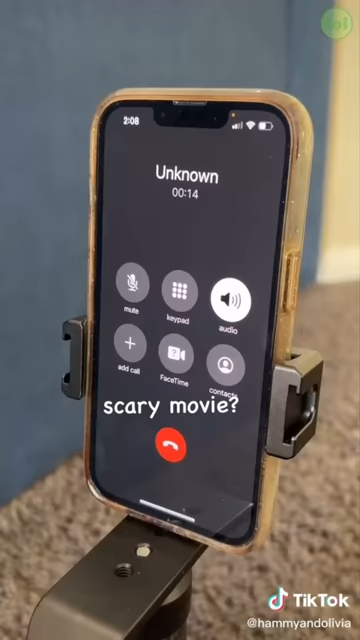 2:08
Unknown
00:14
mute
keypad
audio
add call
FaceTime
contacts
scary movie?
TikTok
@hammyandolivia